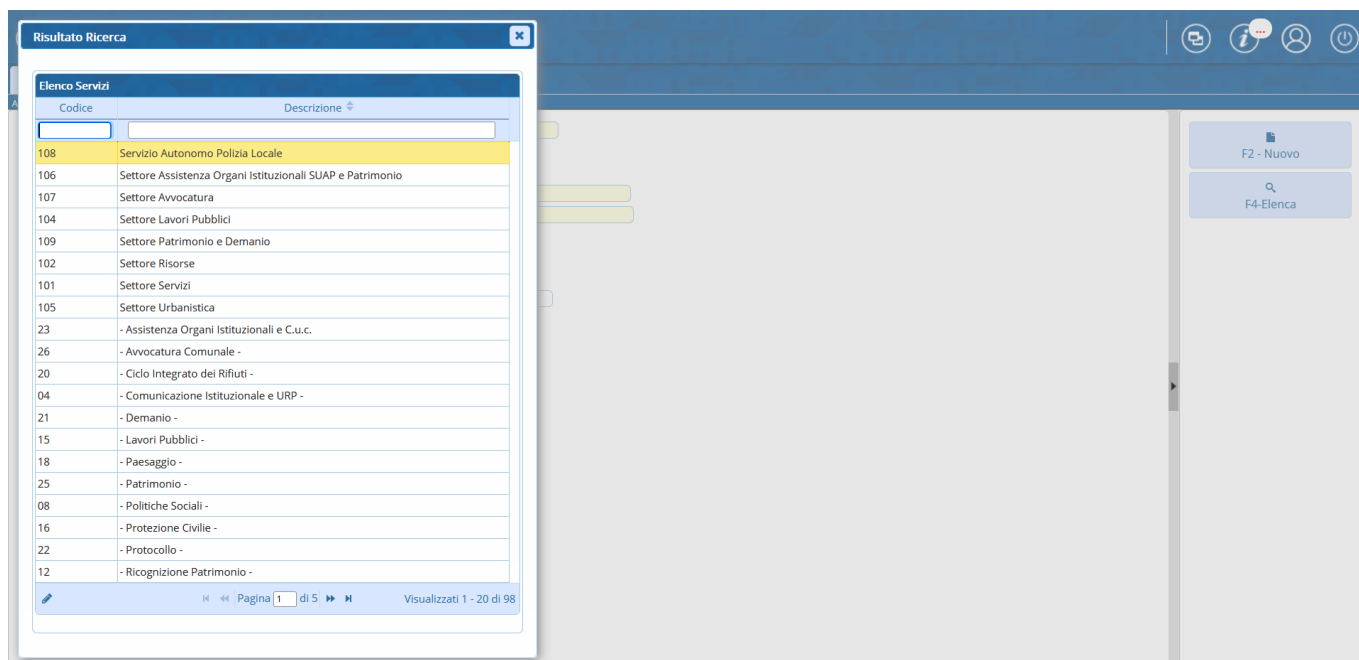 Risultato Ricerca
Elenco Servizi
Codice Descrizione
108 Servizio Autonomo Polizia Locale
106 Settore Assistenza Organi Istituzionali SUAP e Patrimonio
107 Settore Avvocatura
104 Settore Lavori Pubblici
109 Settore Patrimonio e Demanio
102 Settore Risorse
101 Settore Servizi
105 Settore Urbanistica
23 - Assistenza Organi Istituzionali e C.u.c.
26 - Avvocatura Comunale -
20 - Ciclo Integrato dei Rifiuti -
04 - Comunicazione Istituzionale e URP -
21 - Demanio -
15 - Lavori Pubblici -
18 - Paesaggio -
25 - Patrimonio -
08 - Politiche Sociali -
16 - Protezione Civilie -
22 - Protocollo -
12 - Ricognizione Patrimonio -
Pagina 1 di 5 Visualizzati 1 - 20 di 98
F2 - Nuovo
F4-Elenca